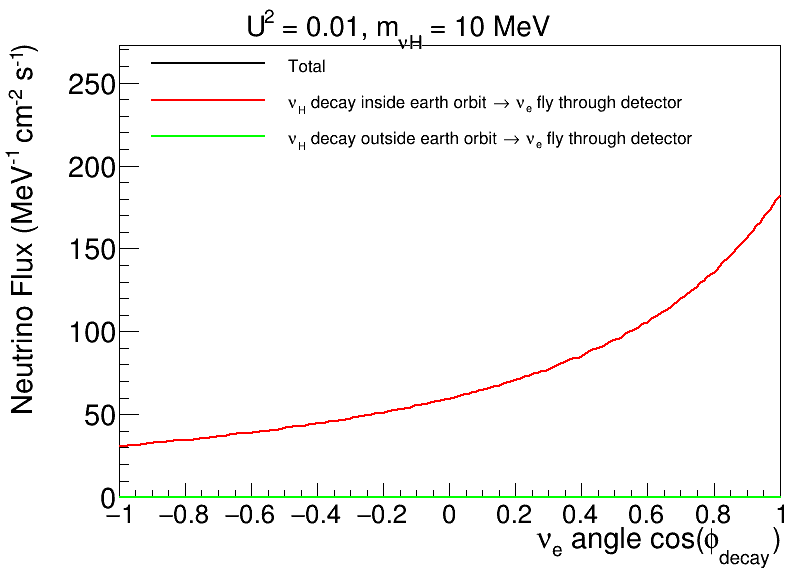 U² = 0.01, m_νH = 10 MeV
Total
ν_H decay inside earth orbit → ν_e fly through detector
ν_H decay outside earth orbit → ν_e fly through detector
Neutrino Flux (MeV⁻¹ cm⁻² s⁻¹)
250
200
150
100
50
0
−1 −0.8 −0.6 −0.4 −0.2 0 0.2 0.4 0.6 0.8 1
ν_e angle cos(ϕ_decay)